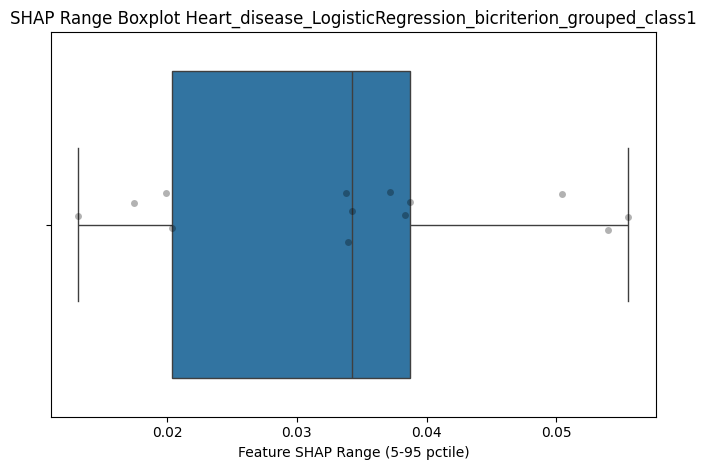 SHAP Range Boxplot Heart_disease_LogisticRegression_bicriterion_grouped_class1
0.02 0.03 0.04 0.05
Feature SHAP Range (5-95 pctile)